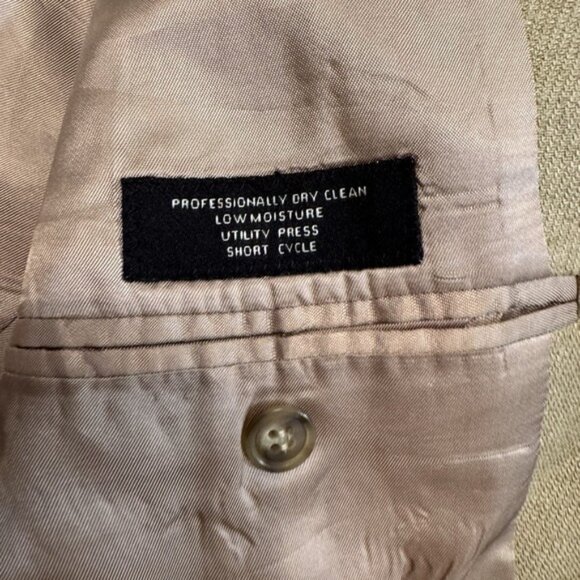 PROFESSIONALLY DRY CLEAN
LOW MOISTURE
UTILITY PRESS
SHORT CYCLE